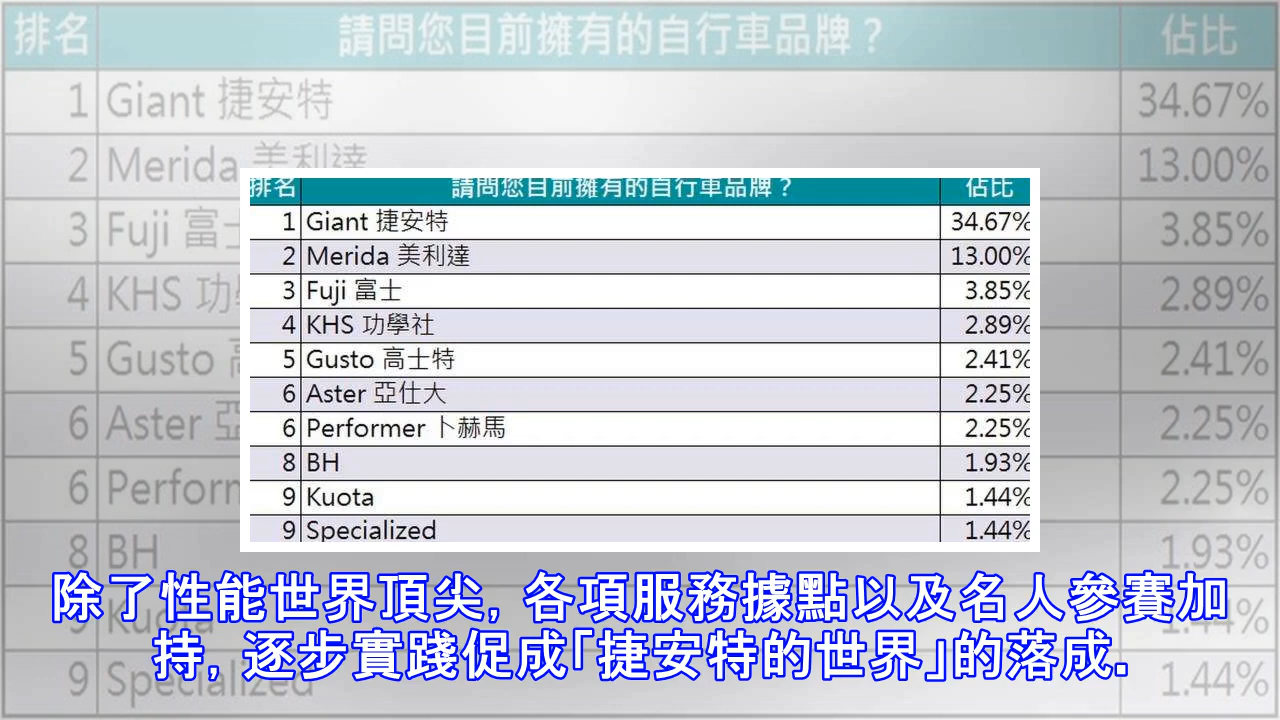 排名 請問您目前擁有的自行車品牌？ 佔比
1 Giant 捷安特 34.67%
2 Merida 美利達 13.00%
3 Fuji 富士 3.85%
4 KHS 功學社 2.89%
5 Gusto 高士特 2.41%
6 Aster 亞仕大 2.25%
6 Performer 卜赫馬 2.25%
8 BH 1.93%
9 Kuota 1.44%
9 Specialized 1.44%
除了性能世界頂尖, 各項服務據點以及名人參賽加
持, 逐步實踐促成「捷安特的世界」的落成.